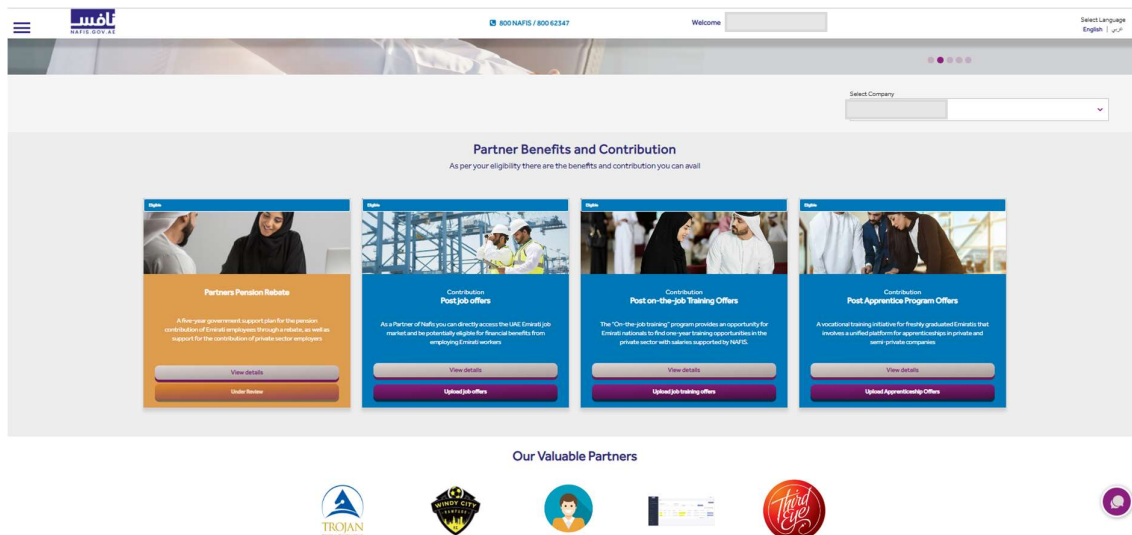 نافس
NAFIS.GOV.AE
800 NAFIS / 800 62347
Welcome
Select Language
English | عربي
Select Company
Partner Benefits and Contribution
As per your eligibility there are the benefits and contribution you can avail
Eligible
Partners Pension Rebate
A five-year government support plan for the pension
contribution of Emirati employees through a rebate, as well as
support for the contribution of private sector employers
View details
Under Review
Eligible
Contribution
Post job offers
As a Partner of Nafis you can directly access the UAE Emirati job
market and be potentially eligible for financial benefits from
employing Emirati workers
View details
Upload job offers
Eligible
Contribution
Post on-the-job Training Offers
The "On-the-job training" program provides an opportunity for
Emirati nationals to find one-year training opportunities in the
private sector with salaries supported by NAFIS.
View details
Upload job training offers
Eligible
Contribution
Post Apprentice Program Offers
A vocational training initiative for freshly graduated Emiratis that
involves a unified platform for apprenticeships in private and
semi-private companies
View details
Upload Apprenticeship Offers
Our Valuable Partners
TROJAN
WINDY CITY
RAMPAGE
Third
Eye